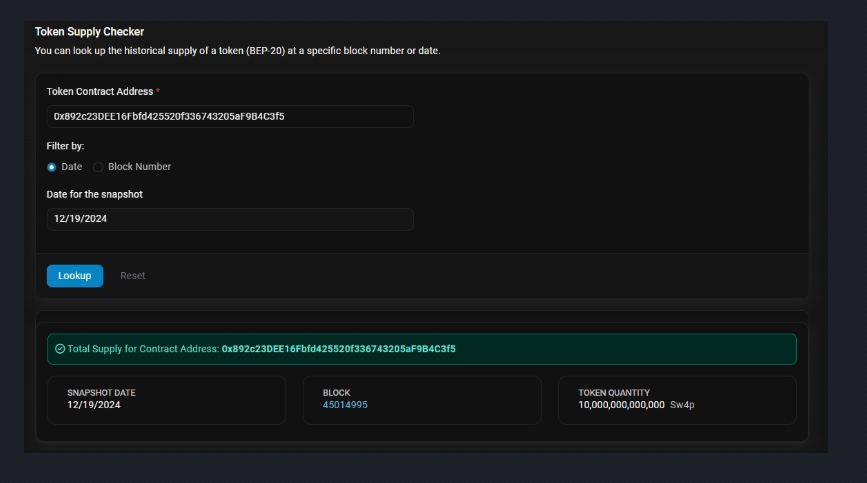 Token Supply Checker
You can look up the historical supply of a token (BEP-20) at a specific block number or date.
Token Contract Address *
0x892c23DEE16Fbfd425520f336743205aF9B4C3f5
Filter by:
Date Block Number
Date for the snapshot
12/19/2024
Lookup Reset
Total Supply for Contract Address: 0x892c23DEE16Fbfd425520f336743205aF9B4C3f5
SNAPSHOT DATE
12/19/2024
BLOCK
45014995
TOKEN QUANTITY
10,000,000,000,000 Sw4p